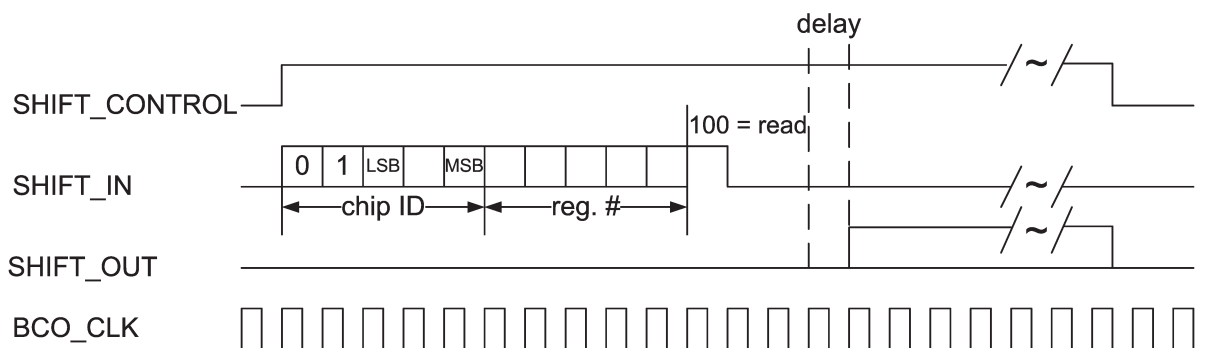 delay
SHIFT_CONTROL
100 = read
0 1 LSB MSB
SHIFT_IN
chip ID reg. #
SHIFT_OUT
BCO_CLK